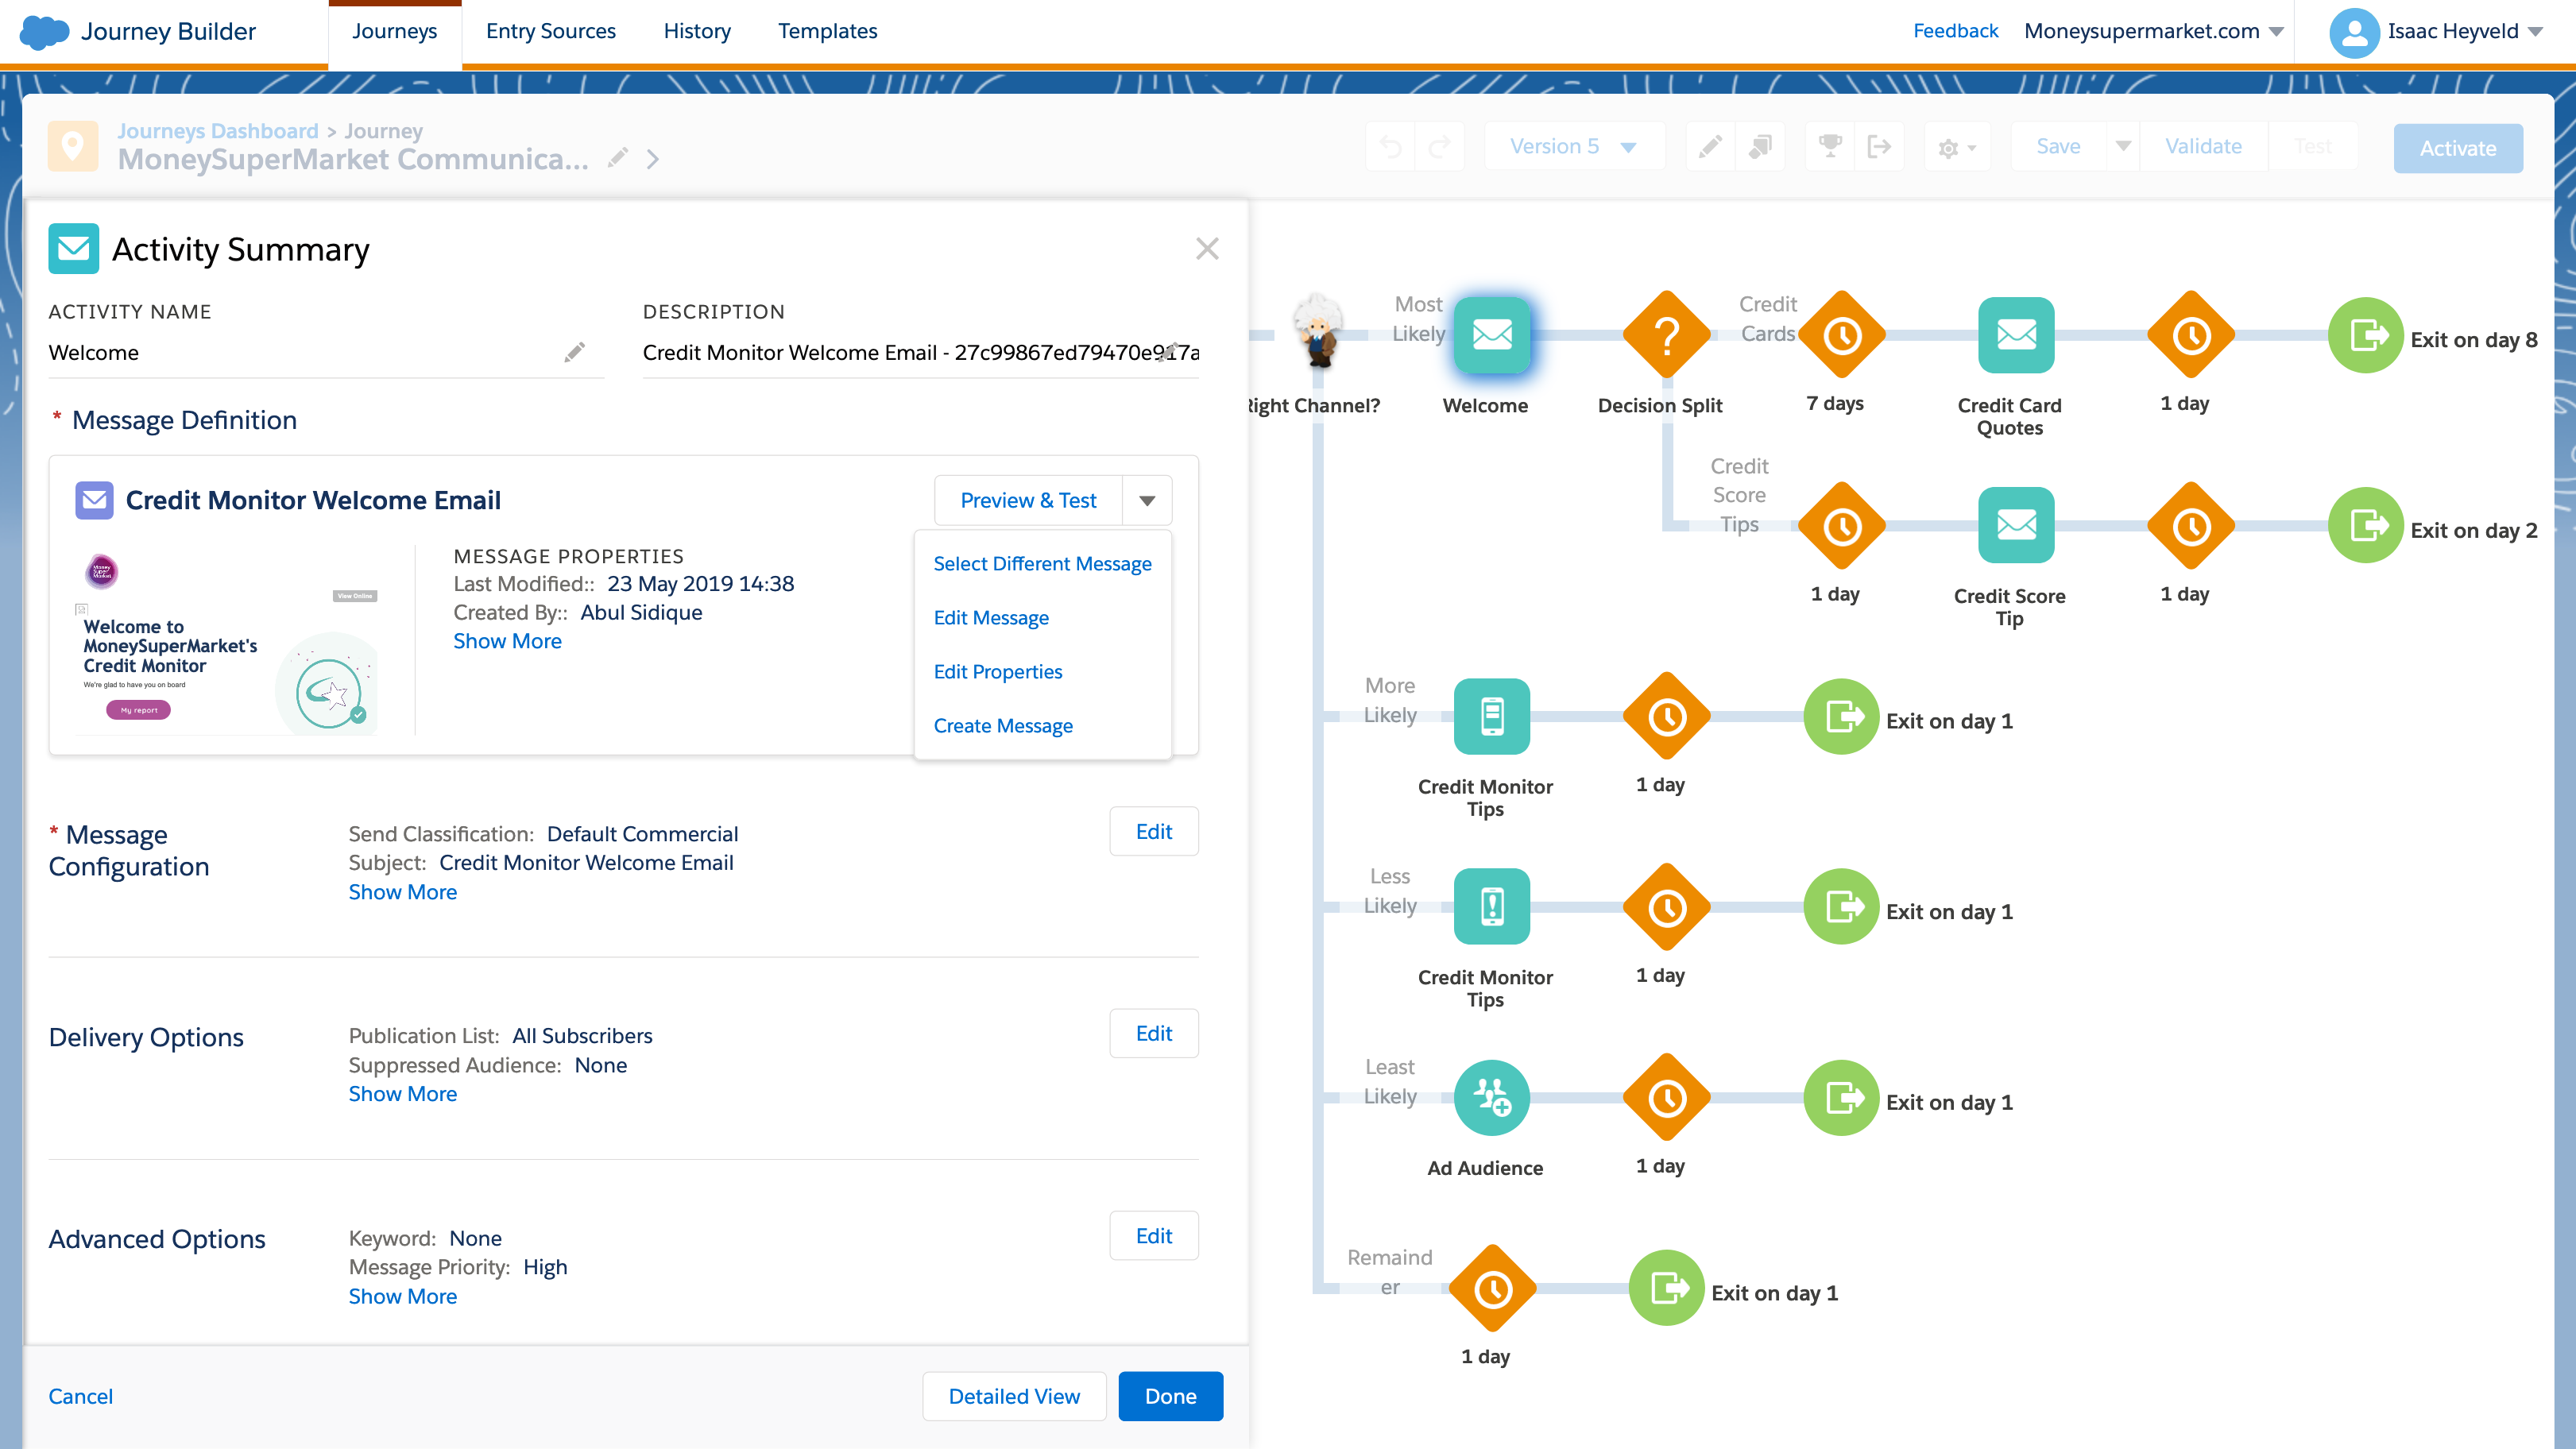 Journey Builder
Journeys
Entry Sources
History
Templates
Feedback
Moneysupermarket.com
Isaac Heyveld
Journeys Dashboard > Journey
MoneySuperMarket Communica...
Version 5
Save
Validate
Test
Activate
Activity Summary
ACTIVITY NAME
Welcome
DESCRIPTION
Credit Monitor Welcome Email -
* Message Definition
Credit Monitor Welcome Email
Preview & Test
Select Different Message
Edit Message
Edit Properties
Create Message
Money
Super
Market
View Online
Welcome to
MoneySuperMarket's
Credit Monitor
We're glad to have you on board
My report
MESSAGE PROPERTIES
Last Modified:: 23 May 2019 14:38
Created By:: Abul Sidique
Show More
* Message
Configuration
Send Classification: Default Commercial
Subject: Credit Monitor Welcome Email
Show More
Edit
Delivery Options
Publication List: All Subscribers
Suppressed Audience: None
Show More
Edit
Advanced Options
Keyword: None
Message Priority: High
Show More
Edit
Cancel
Detailed View
Done
Right Channel?
Most
Likely
Welcome
Decision Split
Credit
Cards
7 days
Credit Card
Quotes
1 day
Exit on day 8
Credit
Score
Tips
1 day
Credit Score
Tip
1 day
Exit on day 2
More
Likely
Credit Monitor
Tips
1 day
Exit on day 1
Less
Likely
Credit Monitor
Tips
1 day
Exit on day 1
Least
Likely
Ad Audience
1 day
Exit on day 1
Remaind
er
1 day
Exit on day 1